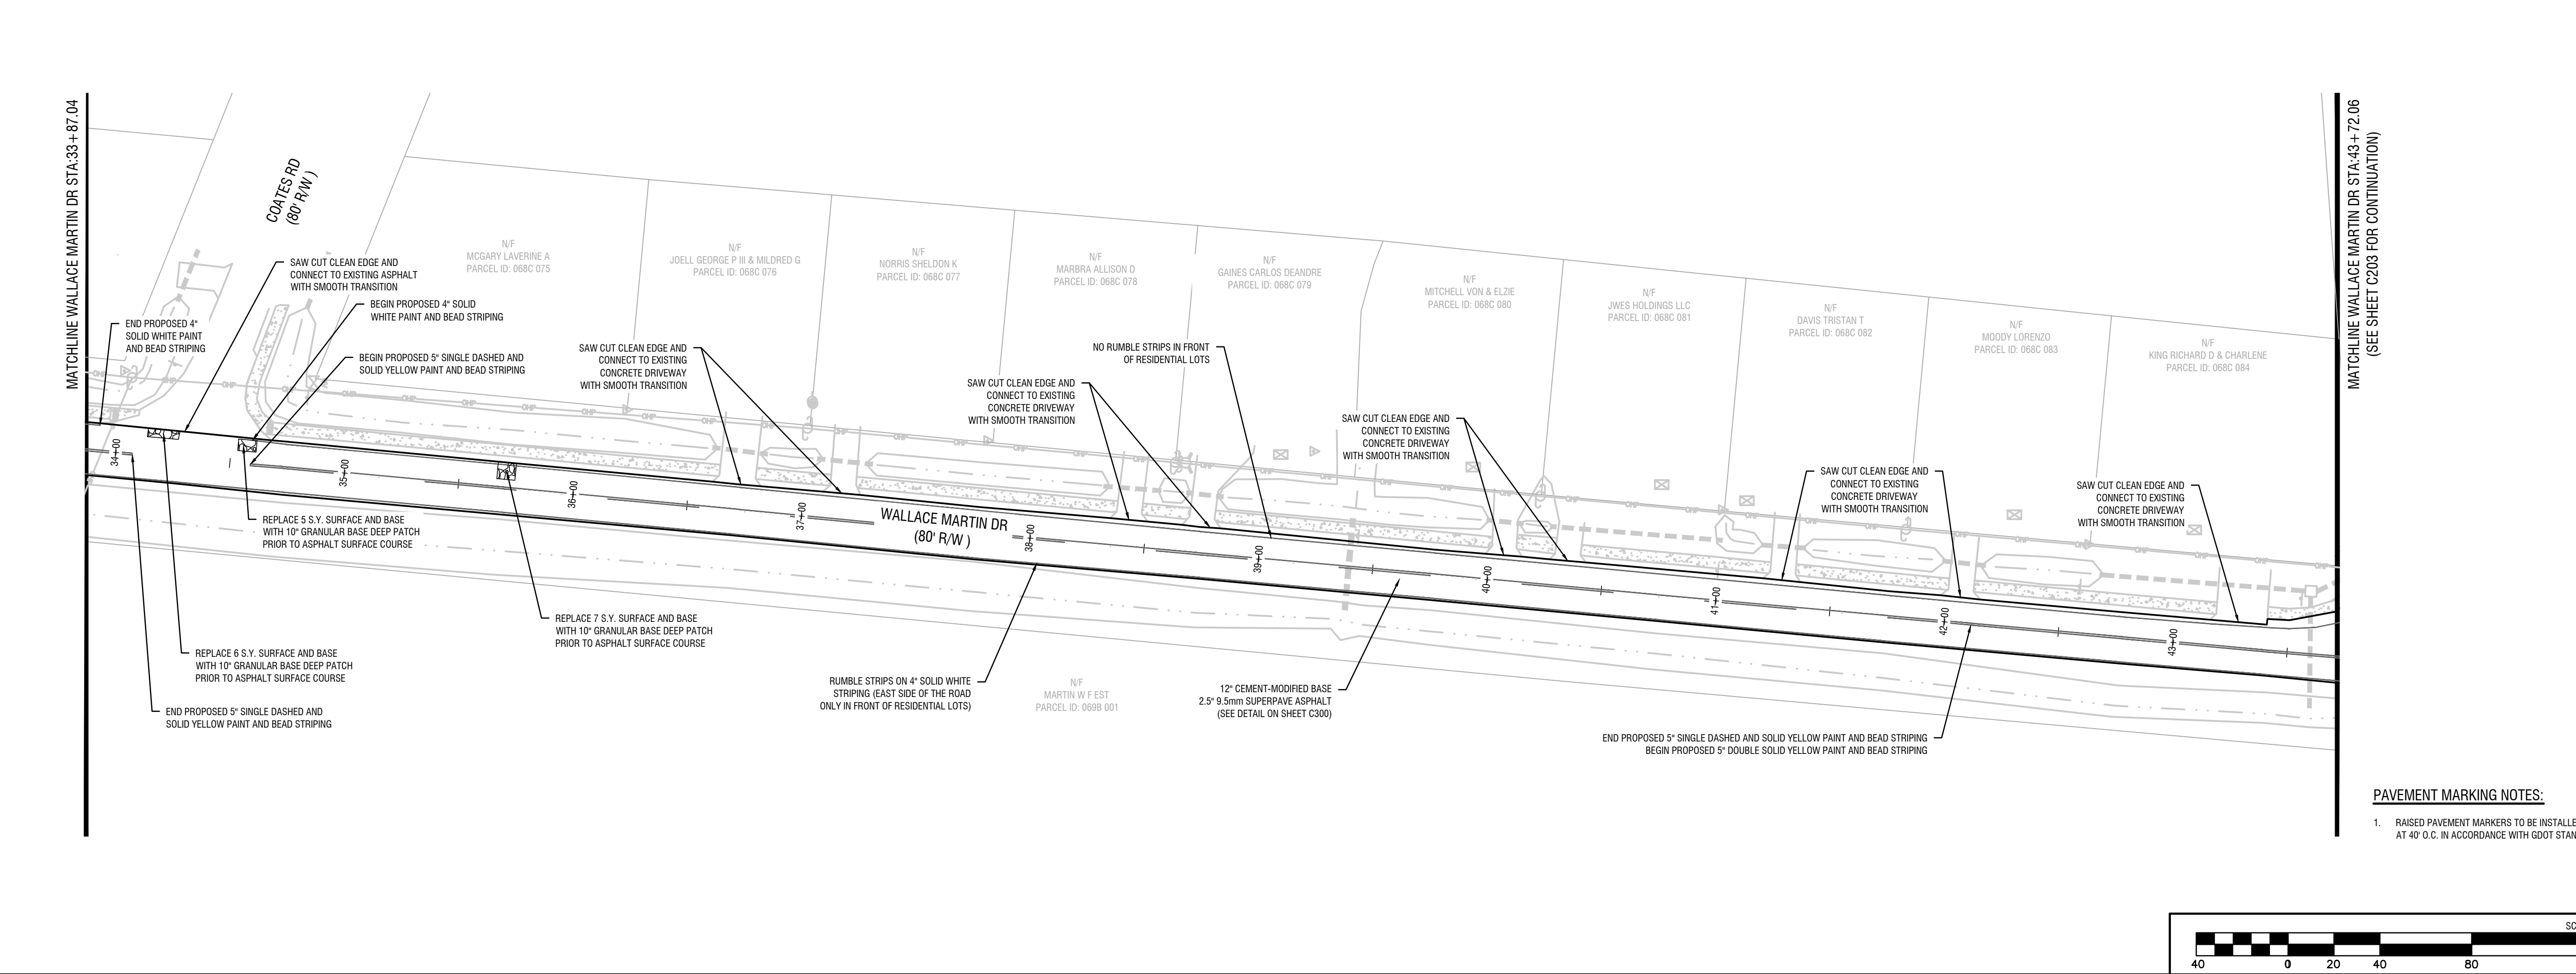 MATCHLINE WALLACE MARTIN DR STA:33+87.04
COATES RD
(80' R/W )
SAW CUT CLEAN EDGE AND
CONNECT TO EXISTING ASPHALT
WITH SMOOTH TRANSITION
BEGIN PROPOSED 4" SOLID
WHITE PAINT AND BEAD STRIPING
END PROPOSED 4"
SOLID WHITE PAINT
AND BEAD STRIPING
BEGIN PROPOSED 5" SINGLE DASHED AND
SOLID YELLOW PAINT AND BEAD STRIPING
N/F
MCGARY LAVERINE A
PARCEL ID: 068C 075
N/F
JOELL GEORGE P III & MILDRED G
PARCEL ID: 068C 076
N/F
NORRIS SHELDON K
PARCEL ID: 068C 077
N/F
MARBRA ALLISON D
PARCEL ID: 068C 078
N/F
GAINES CARLOS DEANDRE
PARCEL ID: 068C 079
N/F
MITCHELL VON & ELZIE
PARCEL ID: 068C 080
N/F
JWES HOLDINGS LLC
PARCEL ID: 068C 081
N/F
DAVIS TRISTAN T
PARCEL ID: 068C 082
N/F
MOODY LORENZO
PARCEL ID: 068C 083
N/F
KING RICHARD D & CHARLENE
PARCEL ID: 068C 084
MATCHLINE WALLACE MARTIN DR STA:43+72.06
(SEE SHEET C203 FOR CONTINUATION)
SAW CUT CLEAN EDGE AND
CONNECT TO EXISTING
CONCRETE DRIVEWAY
WITH SMOOTH TRANSITION
SAW CUT CLEAN EDGE AND
CONNECT TO EXISTING
CONCRETE DRIVEWAY
WITH SMOOTH TRANSITION
NO RUMBLE STRIPS IN FRONT
OF RESIDENTIAL LOTS
SAW CUT CLEAN EDGE AND
CONNECT TO EXISTING
CONCRETE DRIVEWAY
WITH SMOOTH TRANSITION
SAW CUT CLEAN EDGE AND
CONNECT TO EXISTING
CONCRETE DRIVEWAY
WITH SMOOTH TRANSITION
SAW CUT CLEAN EDGE AND
CONNECT TO EXISTING
CONCRETE DRIVEWAY
WITH SMOOTH TRANSITION
34+00
35+00
36+00
37+00
WALLACE MARTIN DR
(80' R/W )
38+00
39+00
40+00
41+00
42+00
43+00
REPLACE 5 S.Y. SURFACE AND BASE
WITH 10" GRANULAR BASE DEEP PATCH
PRIOR TO ASPHALT SURFACE COURSE
REPLACE 7 S.Y. SURFACE AND BASE
WITH 10" GRANULAR BASE DEEP PATCH
PRIOR TO ASPHALT SURFACE COURSE
REPLACE 6 S.Y. SURFACE AND BASE
WITH 10" GRANULAR BASE DEEP PATCH
PRIOR TO ASPHALT SURFACE COURSE
END PROPOSED 5" SINGLE DASHED AND
SOLID YELLOW PAINT AND BEAD STRIPING
RUMBLE STRIPS ON 4" SOLID WHITE
STRIPING (EAST SIDE OF THE ROAD
ONLY IN FRONT OF RESIDENTIAL LOTS)
N/F
MARTIN W F EST
PARCEL ID: 069B 001
12" CEMENT-MODIFIED BASE
2.5" 9.5mm SUPERPAVE ASPHALT
(SEE DETAIL ON SHEET C300)
END PROPOSED 5" SINGLE DASHED AND SOLID YELLOW PAINT AND BEAD STRIPING
BEGIN PROPOSED 5" DOUBLE SOLID YELLOW PAINT AND BEAD STRIPING
PAVEMENT MARKING NOTES:
1. RAISED PAVEMENT MARKERS TO BE INSTALLE
AT 40' O.C. IN ACCORDANCE WITH GDOT STAN
SC
40 0 20 40 80